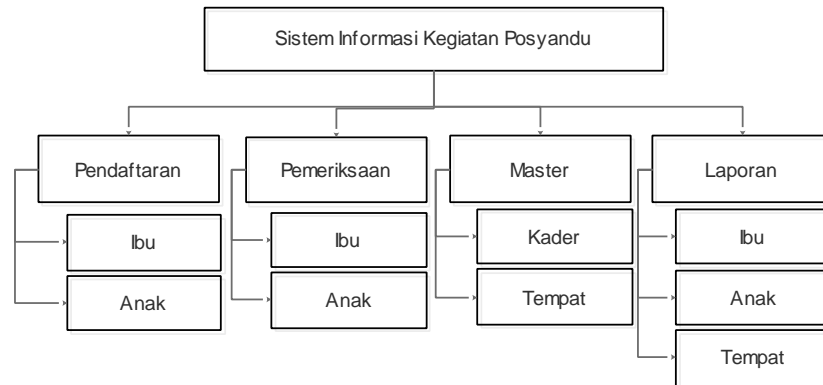 Sistem Informasi Kegiatan Posyandu
Pendaftaran
Ibu
Anak
Pemeriksaan
Ibu
Anak
Master
Kader
Tempat
Laporan
Ibu
Anak
Tempat